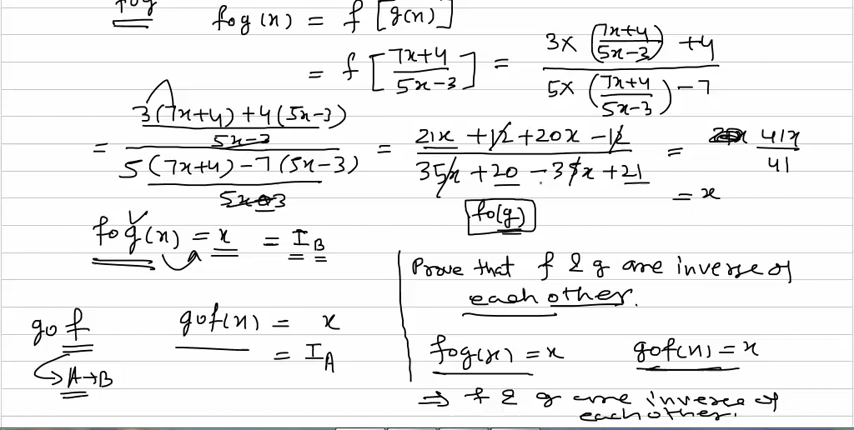 fog
fog(x) = f [g(x)]
= f [ (7x+4)/(5x-3) ] = (3× ((7x+4)/(5x-3)) + 4) / (5× ((7x+4)/(5x-3)) - 7)
= ((3(7x+4)+4(5x-3))/(5x-3)) / ((5(7x+4)-7(5x-3))/(5x-3)) = (21x +12+20x -12)/(35x +20 -35x +21) = 41x/41
= x
fo(g)
fog(x) = x = I_B
gof
A→B
gof(x) = x
= I_A
Prove that f & g are inverse of
each other.
fog(x) = x gof(x) = x
⇒ f & g are inverse of
each other.